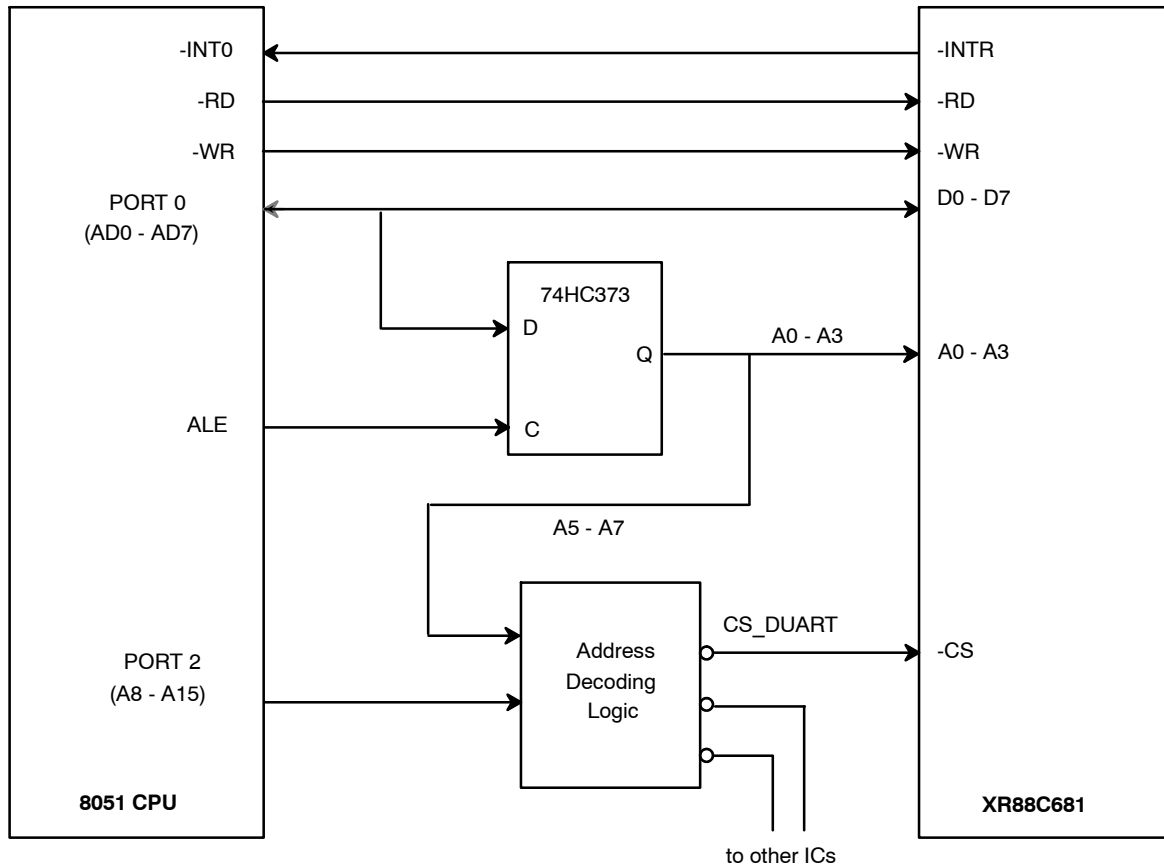 -INT0
-INTR
-RD
-RD
-WR
-WR
PORT 0
(AD0 - AD7)
D0 - D7
74HC373
D
Q
A0 - A3
A0 - A3
ALE
C
A5 - A7
PORT 2
(A8 - A15)
Address
Decoding
Logic
CS_DUART
-CS
8051 CPU
XR88C681
to other ICs